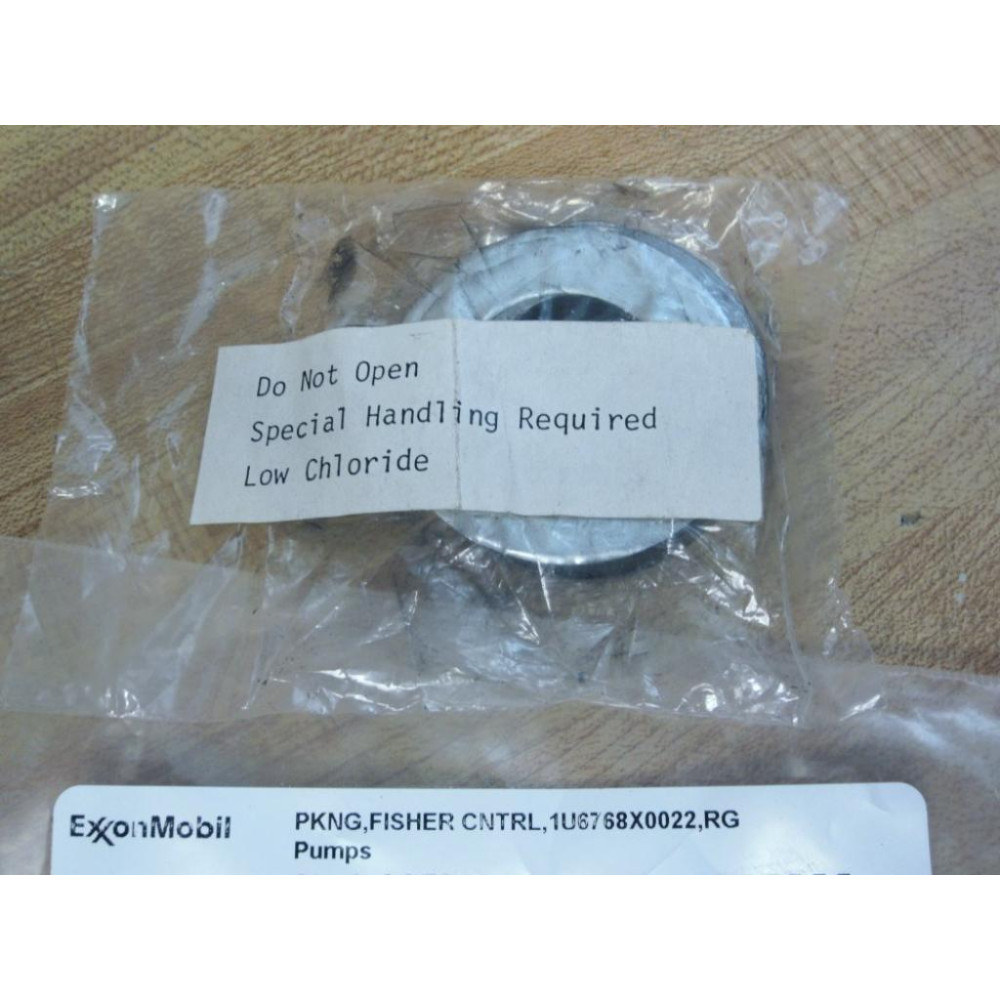 Do Not Open
Special Handling Required
Low Chloride
ExxonMobil
PKNG,FISHER CNTRL,1U6768X0022,RG
Pumps